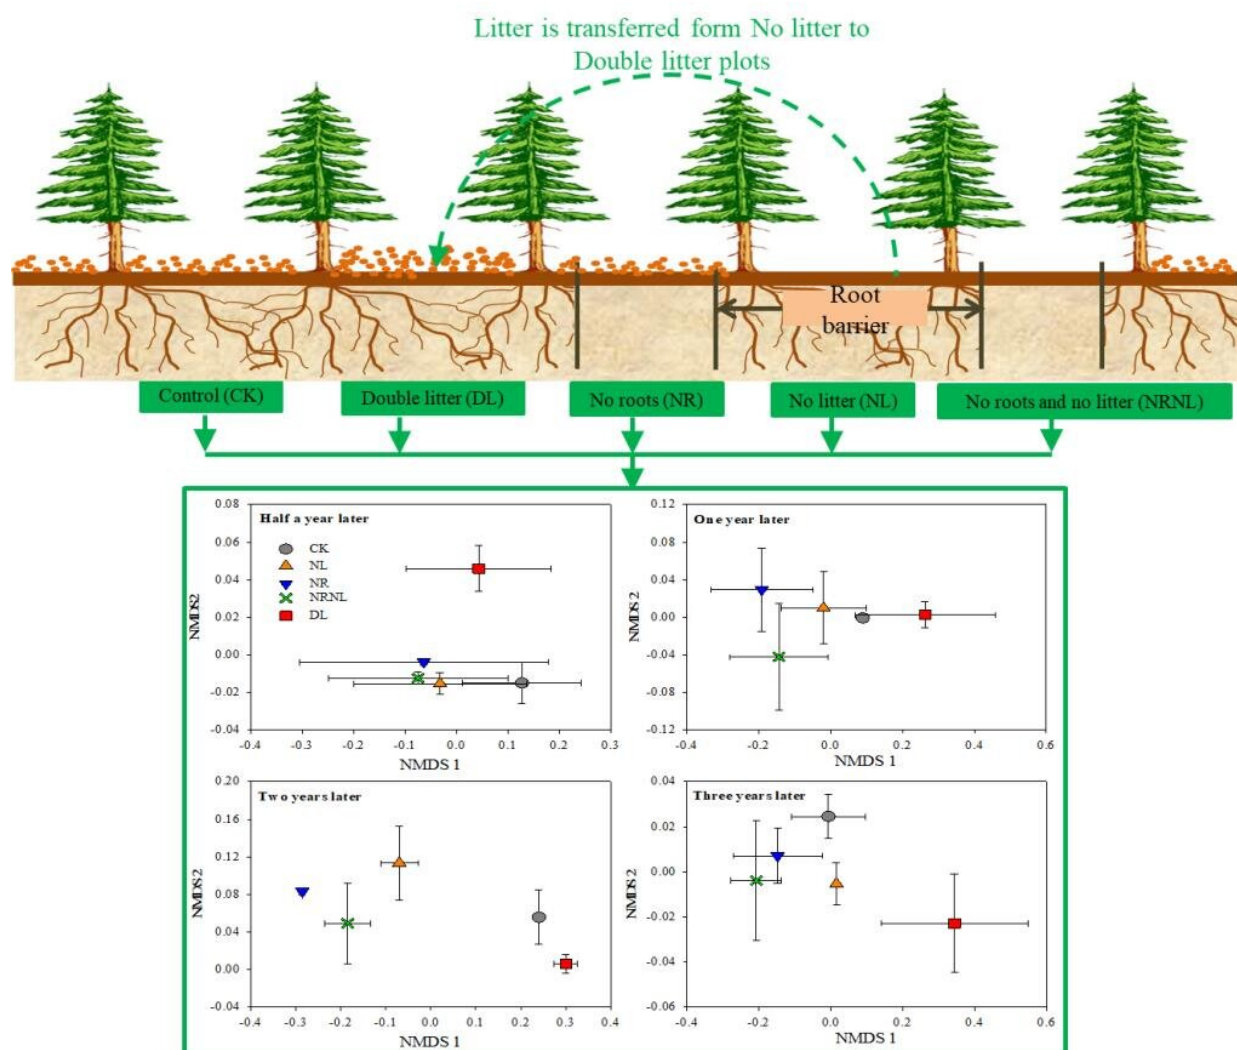 Litter is transferred form No litter to
Double litter plots
Root
barrier
Control (CK)
Double litter (DL)
No roots (NR)
No litter (NL)
No roots and no litter (NRNL)
0.08
0.06
0.04
0.02
0.00
-0.02
-0.04
NMDS2
Half a year later
CK
NL
NR
NRNL
DL
-0.4 -0.3 -0.2 -0.1 0.0 0.1 0.2 0.3
NMDS 1
0.12
0.08
0.04
0.00
-0.04
-0.08
-0.12
NMDS 2
One year later
-0.4 -0.2 0.0 0.2 0.4 0.6
NMDS 1
0.20
0.16
0.12
0.08
0.04
0.00
-0.04
NMDS 2
Two years later
-0.4 -0.3 -0.2 -0.1 0.0 0.1 0.2 0.3 0.4
NMDS 1
0.04
0.02
0.00
-0.02
-0.04
-0.06
NMDS 2
Three years later
-0.4 -0.2 0.0 0.2 0.4 0.6
NMDS 1